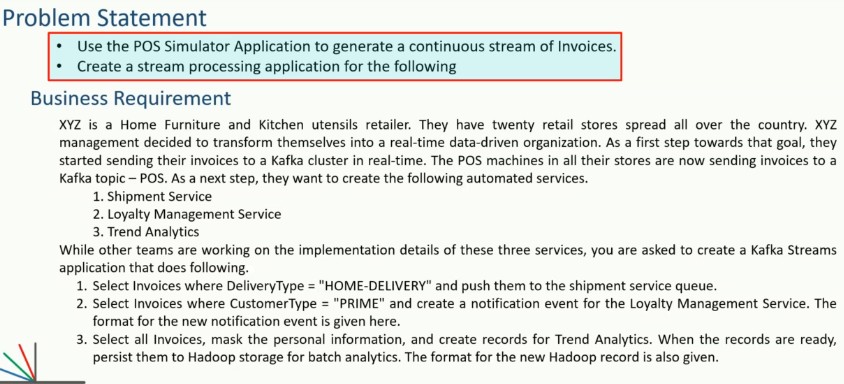 Problem Statement
• Use the POS Simulator Application to generate a continuous stream of Invoices.
• Create a stream processing application for the following
Business Requirement
XYZ is a Home Furniture and Kitchen utensils retailer. They have twenty retail stores spread all over the country. XYZ
management decided to transform themselves into a real-time data-driven organization. As a first step towards that goal, they
started sending their invoices to a Kafka cluster in real-time. The POS machines in all their stores are now sending invoices to a
Kafka topic – POS. As a next step, they want to create the following automated services.
1. Shipment Service
2. Loyalty Management Service
3. Trend Analytics
While other teams are working on the implementation details of these three services, you are asked to create a Kafka Streams
application that does following.
1. Select Invoices where DeliveryType = "HOME-DELIVERY" and push them to the shipment service queue.
2. Select Invoices where CustomerType = "PRIME" and create a notification event for the Loyalty Management Service. The
format for the new notification event is given here.
3. Select all Invoices, mask the personal information, and create records for Trend Analytics. When the records are ready,
persist them to Hadoop storage for batch analytics. The format for the new Hadoop record is also given.